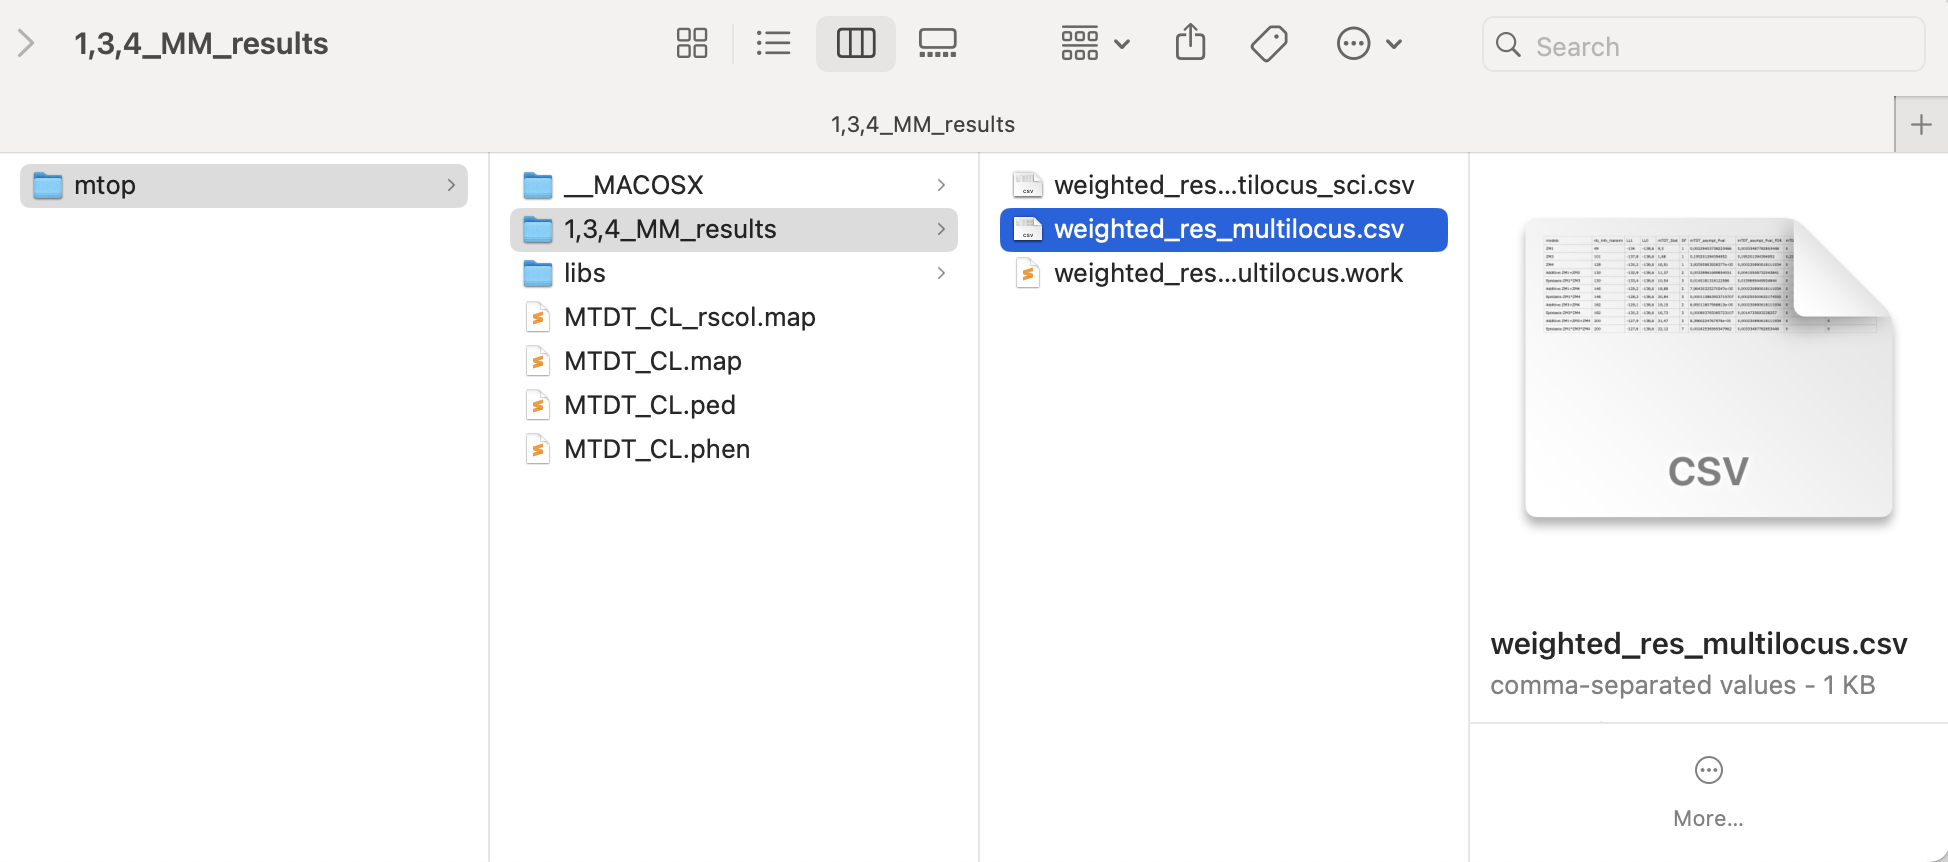 1,3,4_MM_results
Search
1,3,4_MM_results
mtop
__MACOSX
1,3,4_MM_results
libs
MTDT_CL_rscol.map
MTDT_CL.map
MTDT_CL.ped
MTDT_CL.phen
weighted_res...tilocus_sci.csv
weighted_res_multilocus.csv
weighted_res...ultilocus.work
CSV
weighted_res_multilocus.csv
comma-separated values - 1 KB
More...